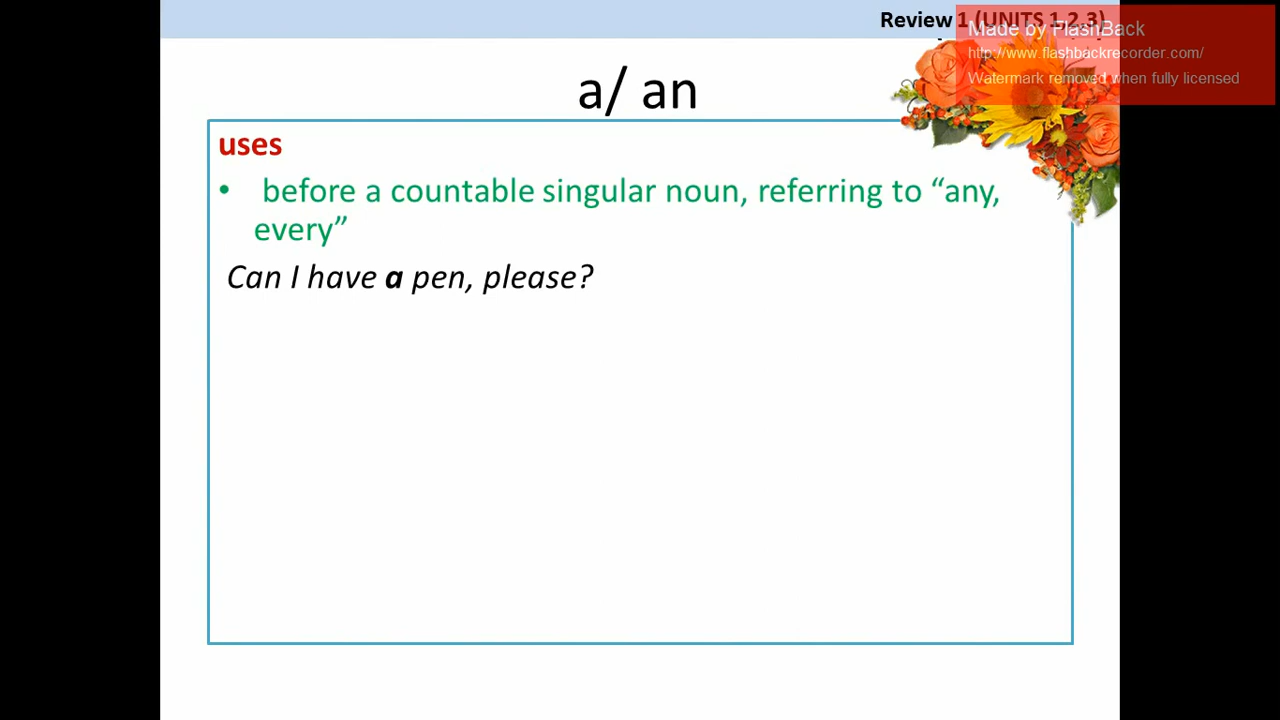 Review 1 (UNITS 1,2,3)
Made by FlashBack
http://www.flashbackrecorder.com/
Watermark removed when fully licensed
a/ an
uses
• before a countable singular noun, referring to “any,
every”
Can I have a pen, please?